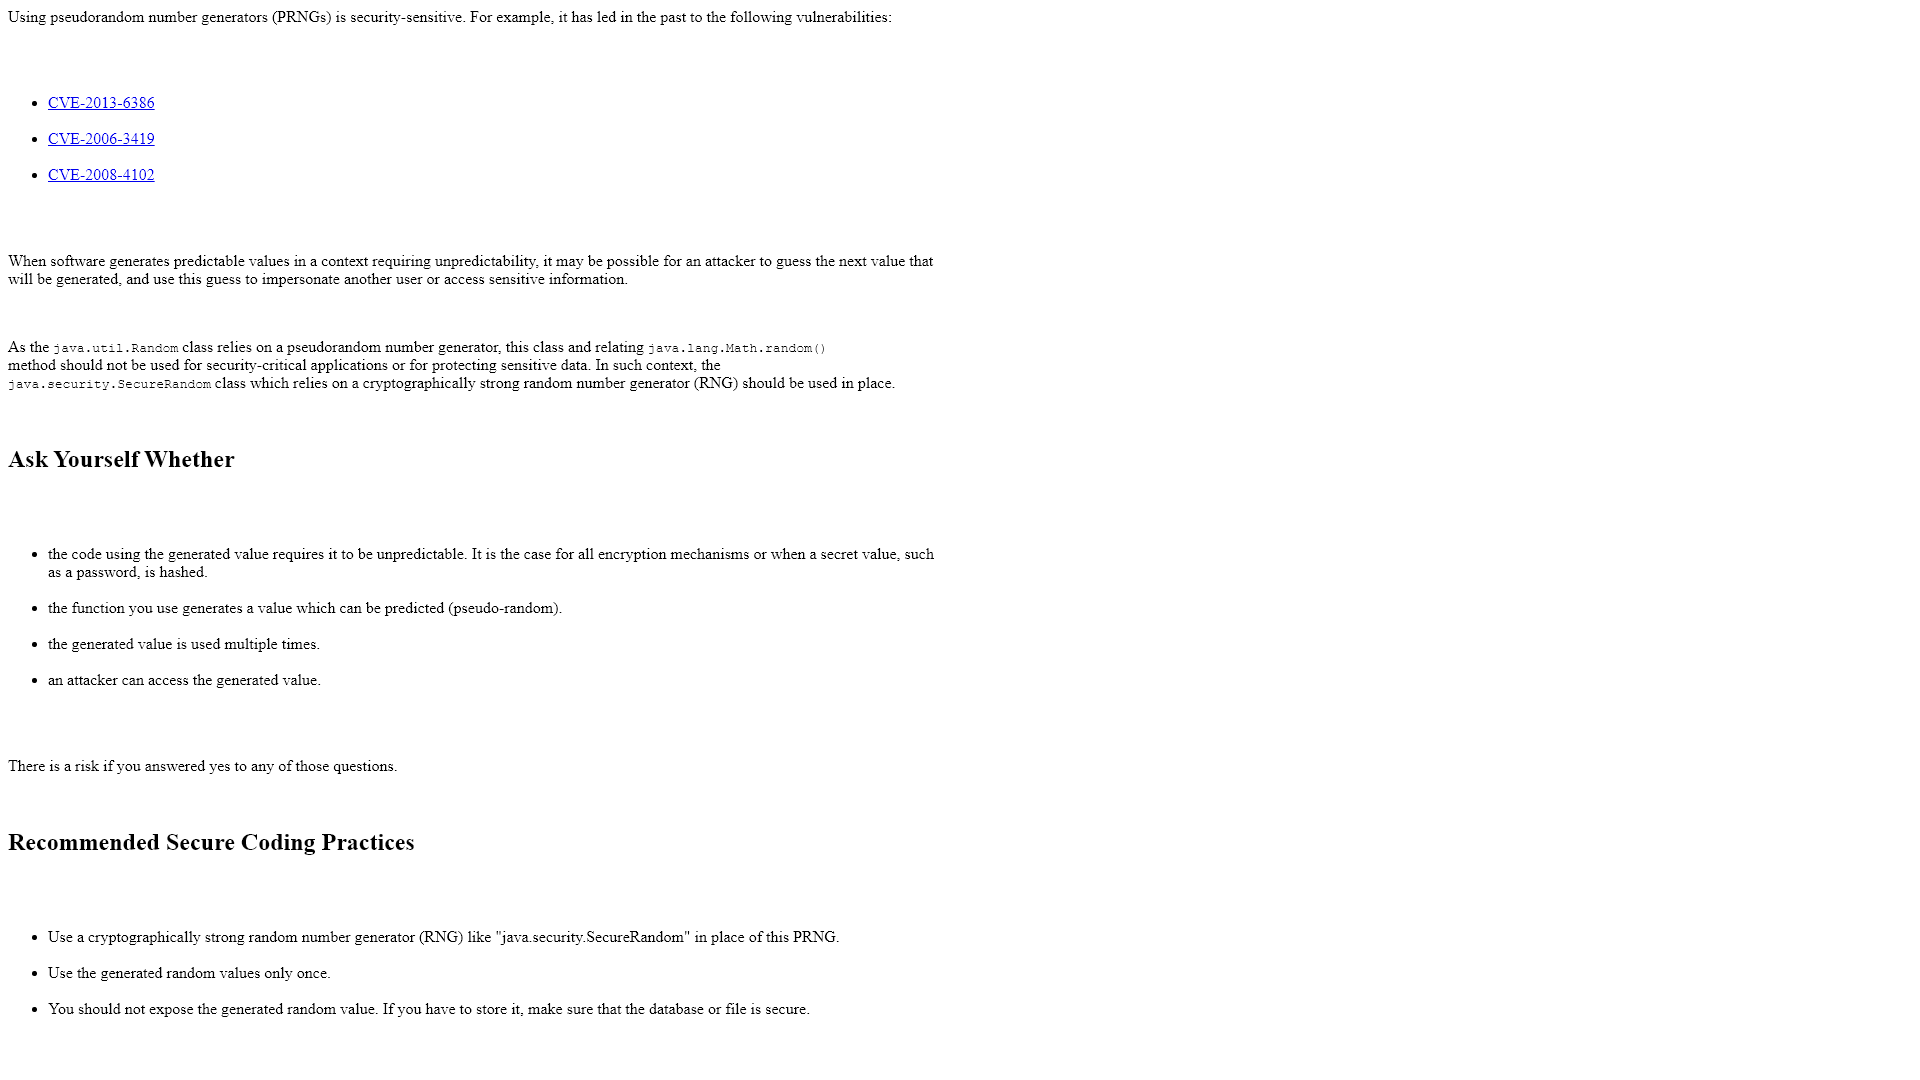 Using pseudorandom number generators (PRNGs) is security-sensitive. For example, it has led in the past to the following vulnerabilities:
• CVE-2013-6386
• CVE-2006-3419
• CVE-2008-4102
When software generates predictable values in a context requiring unpredictability, it may be possible for an attacker to guess the next value that
will be generated, and use this guess to impersonate another user or access sensitive information.
As the java.util.Random class relies on a pseudorandom number generator, this class and relating java.lang.Math.random()
method should not be used for security-critical applications or for protecting sensitive data. In such context, the
java.security.SecureRandom class which relies on a cryptographically strong random number generator (RNG) should be used in place.
Ask Yourself Whether
• the code using the generated value requires it to be unpredictable. It is the case for all encryption mechanisms or when a secret value, such
as a password, is hashed.
• the function you use generates a value which can be predicted (pseudo-random).
• the generated value is used multiple times.
• an attacker can access the generated value.
There is a risk if you answered yes to any of those questions.
Recommended Secure Coding Practices
• Use a cryptographically strong random number generator (RNG) like "java.security.SecureRandom" in place of this PRNG.
• Use the generated random values only once.
• You should not expose the generated random value. If you have to store it, make sure that the database or file is secure.